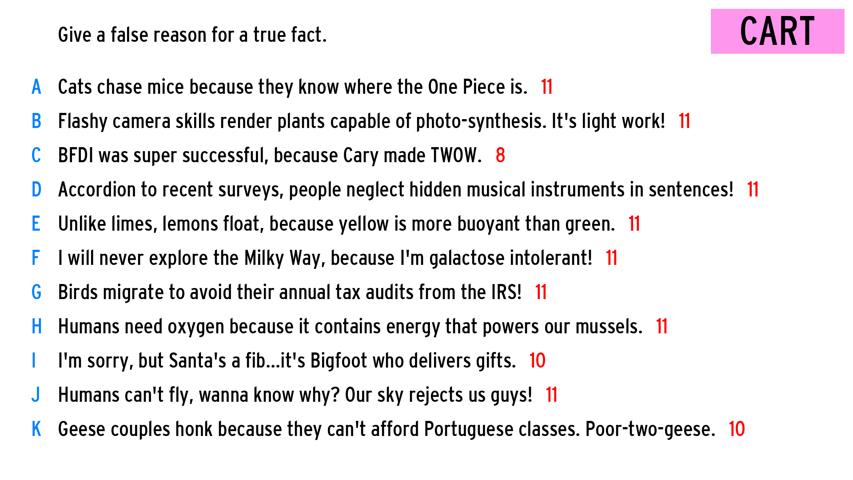 Give a false reason for a true fact.
CART
A Cats chase mice because they know where the One Piece is. 11
B Flashy camera skills render plants capable of photo-synthesis. It's light work! 11
C BFDI was super successful, because Cary made TWOW. 8
D Accordion to recent surveys, people neglect hidden musical instruments in sentences! 11
E Unlike limes, lemons float, because yellow is more buoyant than green. 11
F I will never explore the Milky Way, because I'm galactose intolerant! 11
G Birds migrate to avoid their annual tax audits from the IRS! 11
H Humans need oxygen because it contains energy that powers our mussels. 11
I I'm sorry, but Santa's a fib...it's Bigfoot who delivers gifts. 10
J Humans can't fly, wanna know why? Our sky rejects us guys! 11
K Geese couples honk because they can't afford Portuguese classes. Poor-two-geese. 10